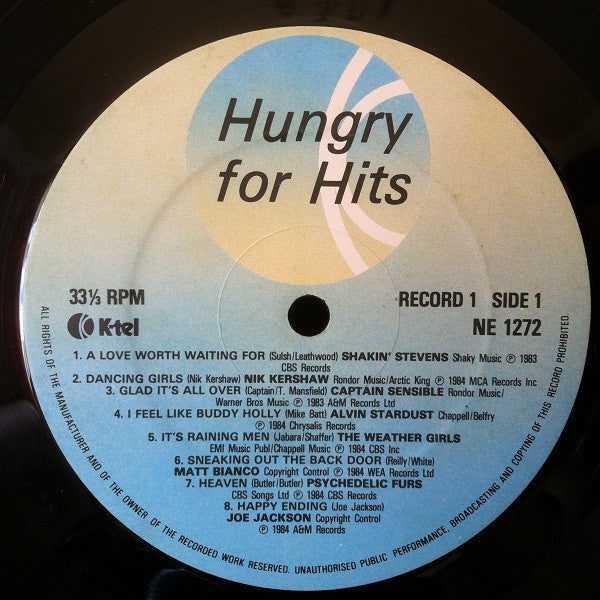 Hungry
for Hits
33⅓ RPM
RECORD 1 SIDE 1
K-tel
NE 1272
1. A LOVE WORTH WAITING FOR (Sulsh/Leathwood) SHAKIN' STEVENS Shaky Music ℗ 1983
CBS Records
2. DANCING GIRLS (Nik Kershaw) NIK KERSHAW Rondor Music/Arctic King ℗ 1984 MCA Records Inc
3. GLAD IT'S ALL OVER (Captain/T. Mansfield) CAPTAIN SENSIBLE Rondor Music/
Warner Bros Music ℗ 1983 A&M Records Ltd
4. I FEEL LIKE BUDDY HOLLY (Mike Batt) ALVIN STARDUST Chappell/Belfry
℗ 1984 Chrysalis Records
5. IT'S RAINING MEN (Jabara/Shaffer) THE WEATHER GIRLS
EMI Music Publ/Chappell Music ℗ 1984 CBS Inc
6. SNEAKING OUT THE BACK DOOR (Reilly/White)
MATT BIANCO Copyright Control ℗ 1984 WEA Records Ltd
7. HEAVEN (Butler/Butler) PSYCHEDELIC FURS
CBS Songs Ltd ℗ 1984 CBS Records
8. HAPPY ENDING (Joe Jackson)
JOE JACKSON Copyright Control
℗ 1984 A&M Records
ALL RIGHTS OF THE MANUFACTURER AND OF THE OWNER OF THE RECORDED WORK RESERVED. UNAUTHORISED PUBLIC PERFORMANCE, BROADCASTING AND COPYING OF THIS RECORD PROHIBITED.